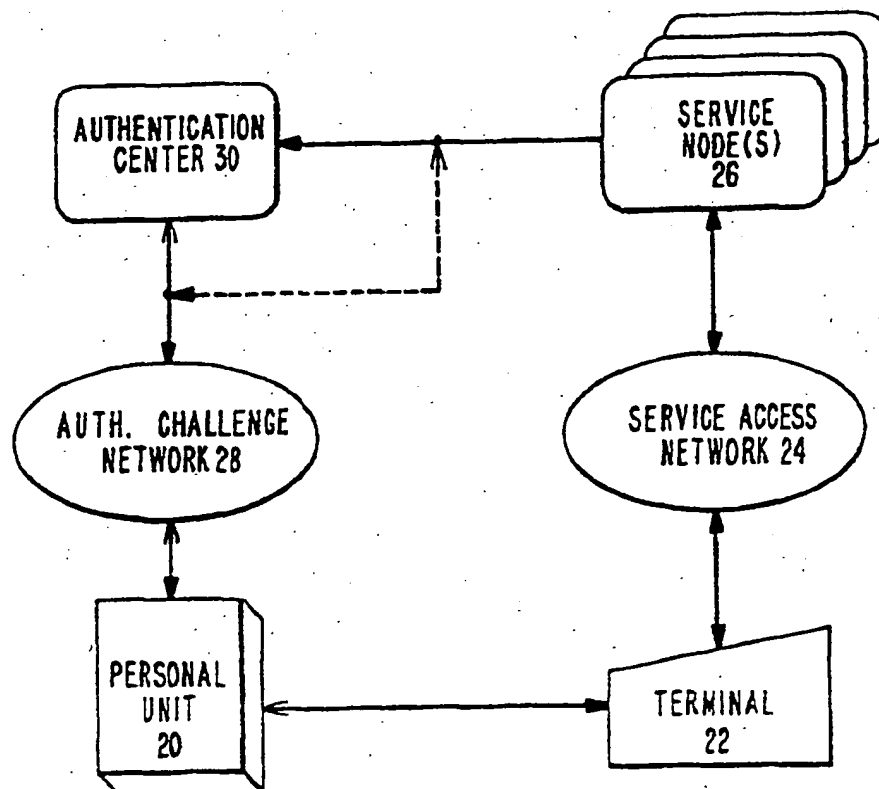 AUTHENTICATION
CENTER 30
SERVICE
NODE(S)
26
AUTH. CHALLENGE
NETWORK 28
SERVICE ACCESS
NETWORK 24
PERSONAL
UNIT
20
TERMINAL
22